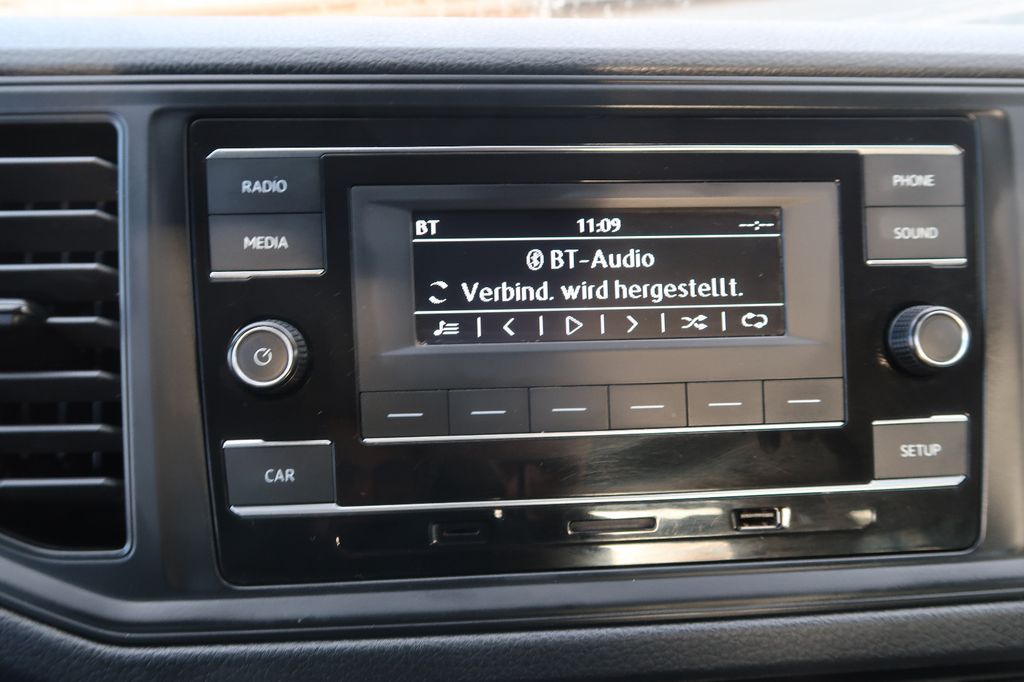 RADIO
MEDIA
CAR
BT 11:09 --:--
BT-Audio
Verbind. wird hergestellt.
PHONE
SOUND
SETUP